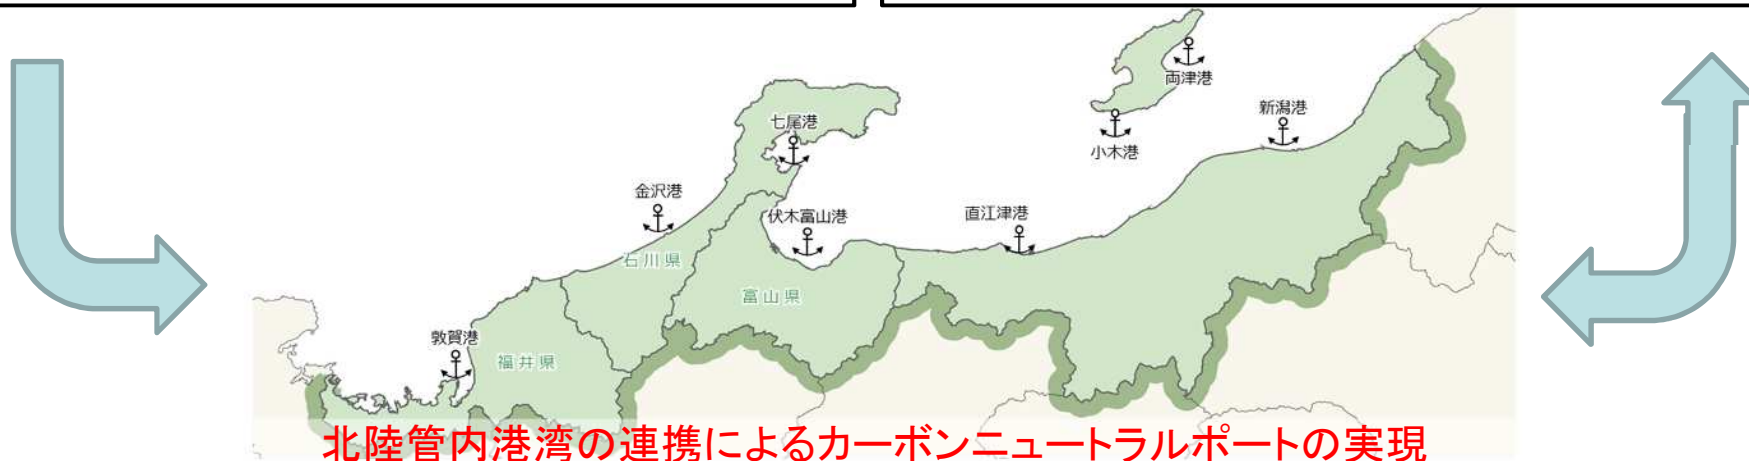 両津港
新潟港
七尾港
小木港
金沢港
伏木富山港
直江津港
石川県
富山県
敦賀港
福井県
北陸管内港湾の連携によるカーボンニュートラルポートの実現